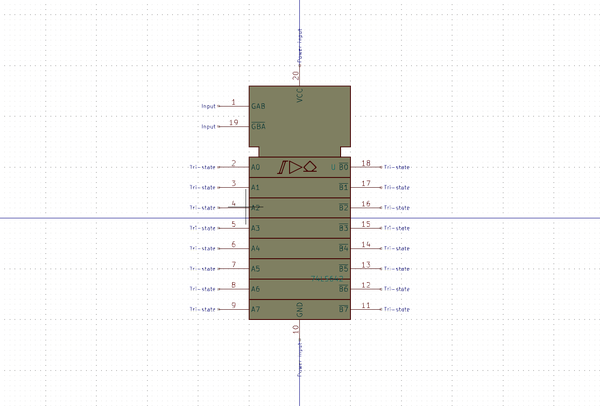 Power Input
20
VCC
Input 1 GAB
Input 19 GBA
Tri-state 2 A0 U B0 18 Tri-state
Tri-state 3 A1 B1 17 Tri-state
Tri-state 4 A2 B2 16 Tri-state
Tri-state 5 A3 B3 15 Tri-state
Tri-state 6 A4 B4 14 Tri-state
Tri-state 7 A5 B5 13 Tri-state
Tri-state 8 A6 B6 12 Tri-state
Tri-state 9 A7 GND B7 11 Tri-state
10
Power Input